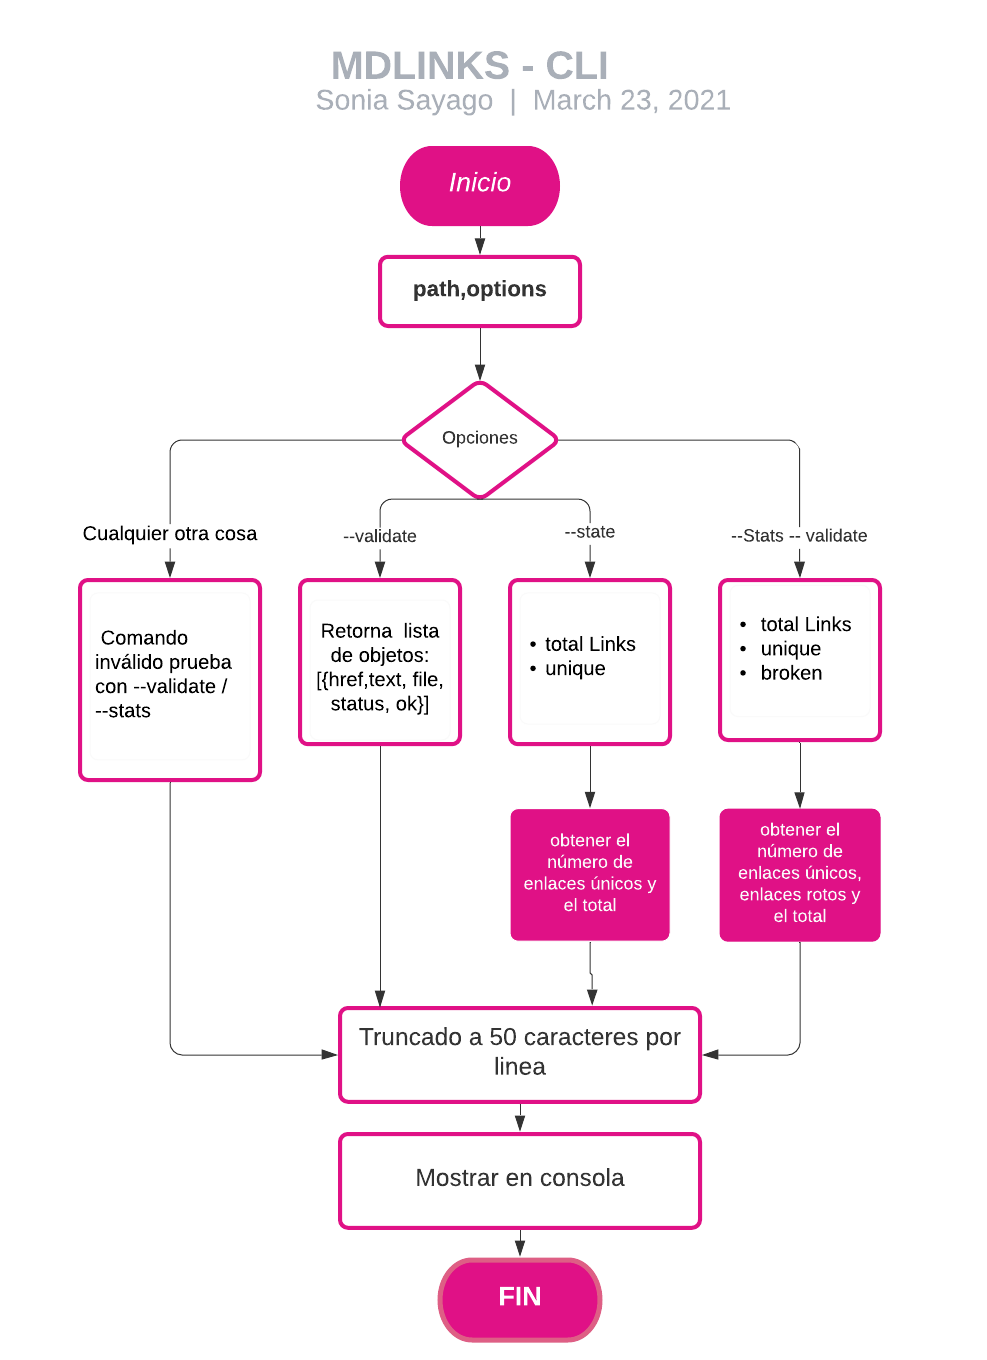 MDLINKS - CLI
Sonia Sayago | March 23, 2021
Inicio
path,options
Opciones
Cualquier otra cosa
--validate
--state
--Stats -- validate
Comando
inválido prueba
con --validate /
--stats
Retorna lista
de objetos:
[{href,text, file,
status, ok}]
• total Links
• unique
• total Links
• unique
• broken
obtener el
número de
enlaces únicos y
el total
obtener el
número de
enlaces únicos,
enlaces rotos y
el total
Truncado a 50 caracteres por
linea
Mostrar en consola
FIN